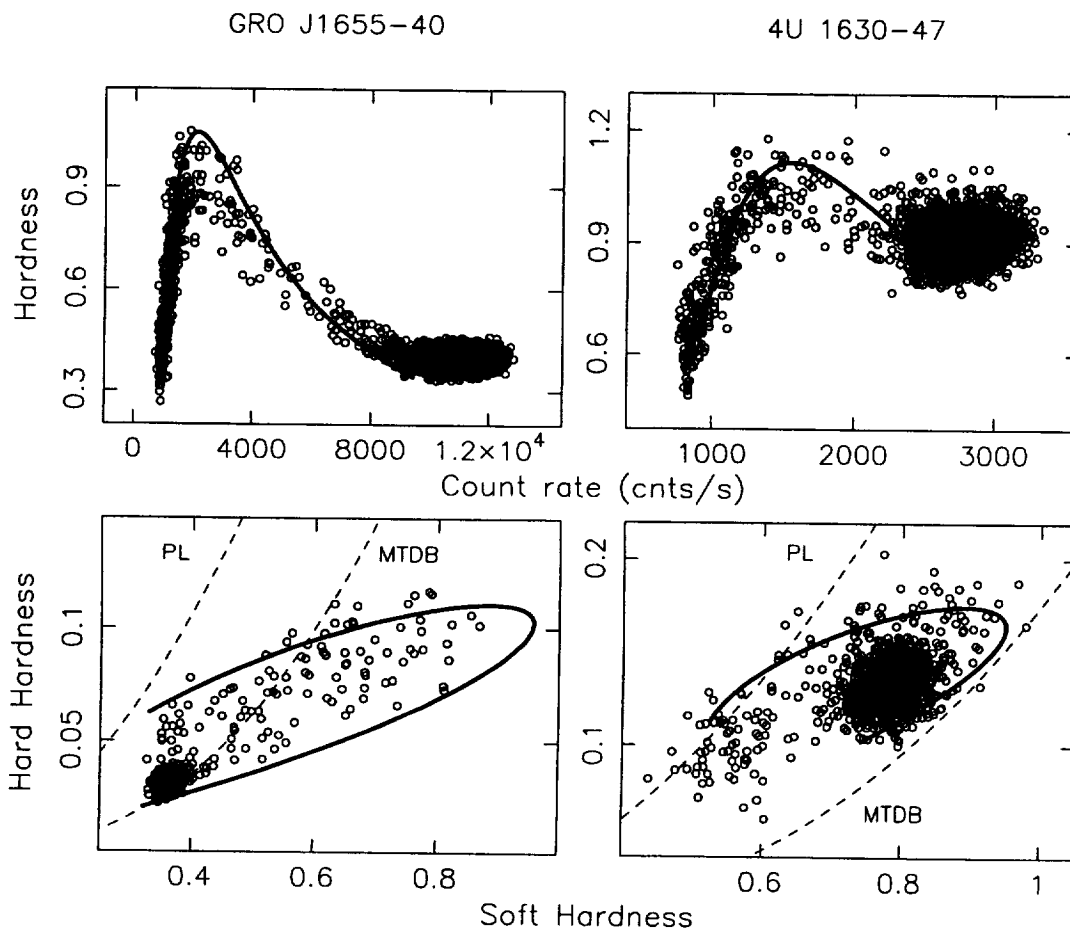 GRO J1655-40
4U 1630-47
Hardness
0.3
0.6
0.9
0
4000
8000
1.2×10⁴
0.6
0.9
1.2
1000
2000
3000
Count rate (cnts/s)
Hard Hardness
0.05
0.1
PL
MTDB
0.4
0.6
0.8
0.1
0.2
PL
MTDB
0.6
0.8
1
Soft Hardness